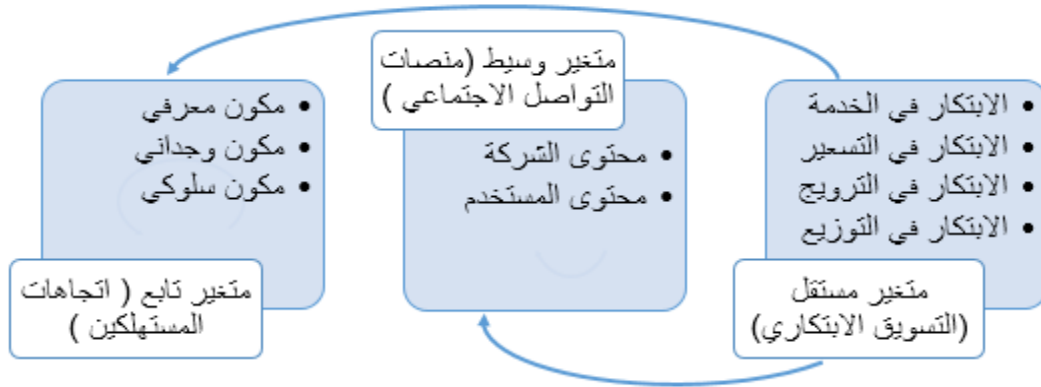 • الابتكار في الخدمة
• الابتكار في التسعير
• الابتكار في الترويج
• الابتكار في التوزيع
متغير مستقل
(التسويق الابتكاري)
متغير وسيط (منصات
التواصل الاجتماعي )
• محتوى الشركة
• محتوى المستخدم
• مكون معرفي
• مكون وجداني
• مكون سلوكي
متغير تابع ( اتجاهات
المستهلكين )